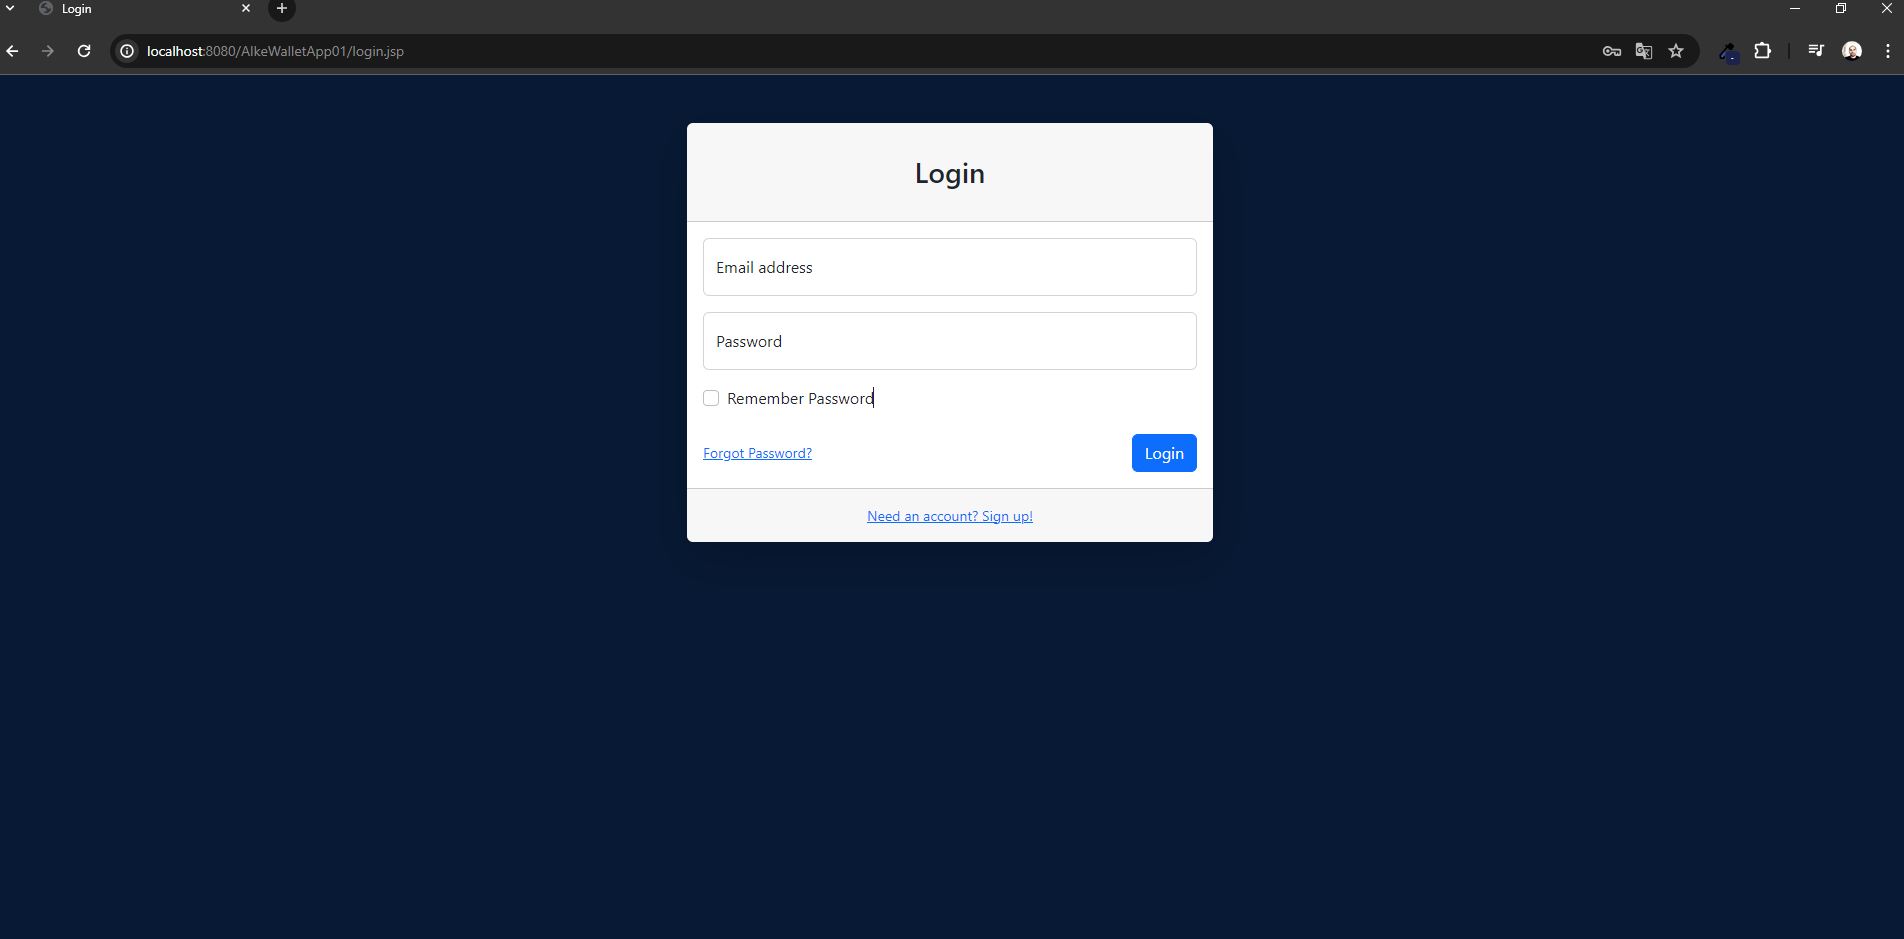 Login
localhost:8080/AlkeWalletApp01/login.jsp
Login
Email address
Password
Remember Password
Forgot Password?
Login
Need an account? Sign up!